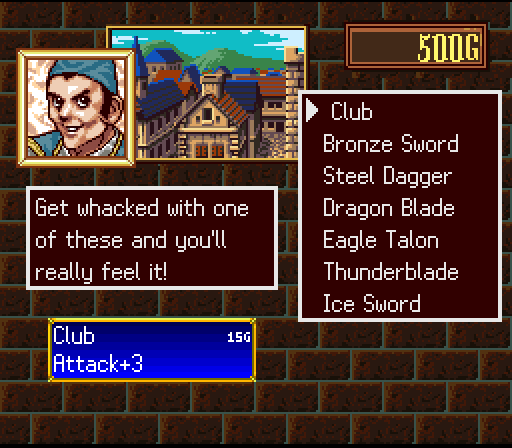 500G
Club
Bronze Sword
Steel Dagger
Dragon Blade
Eagle Talon
Thunderblade
Ice Sword
Get whacked with one
of these and you'll
really feel it!
Club 15G
Attack+3